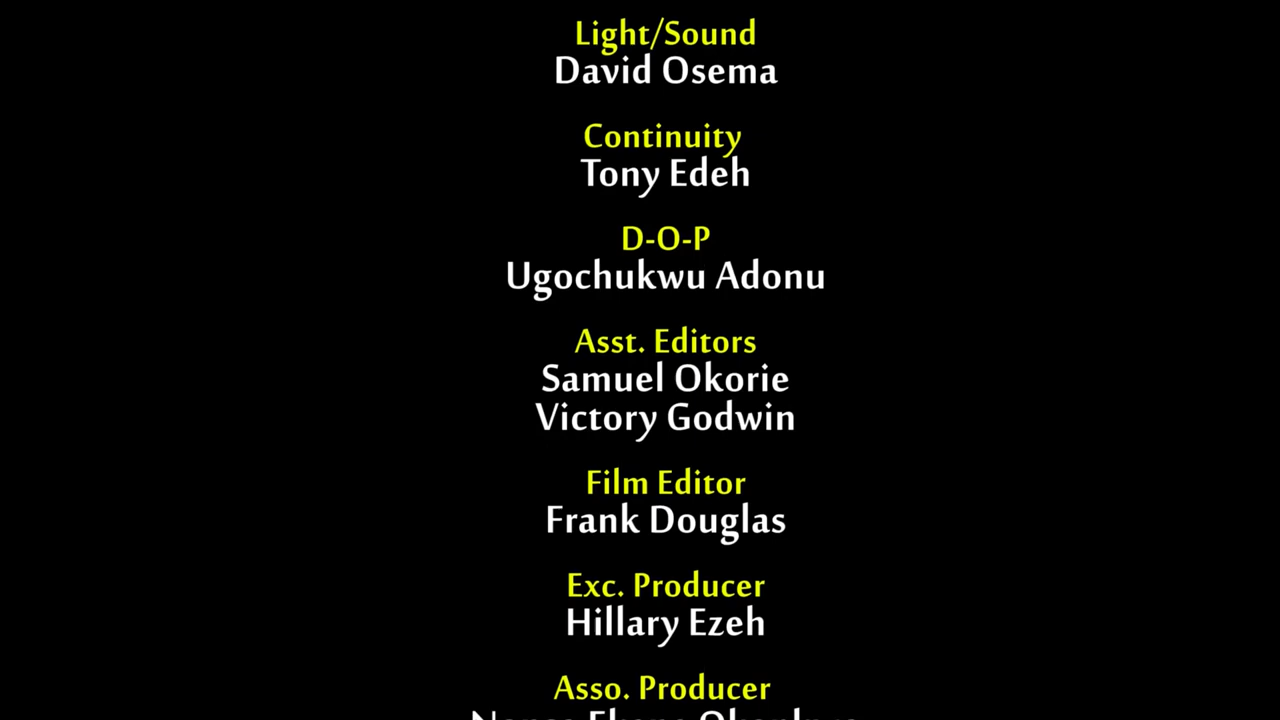 Light/Sound
David Osema
Continuity
Tony Edeh
D-O-P
Ugochukwu Adonu
Asst. Editors
Samuel Okorie
Victory Godwin
Film Editor
Frank Douglas
Exc. Producer
Hillary Ezeh
Asso. Producer